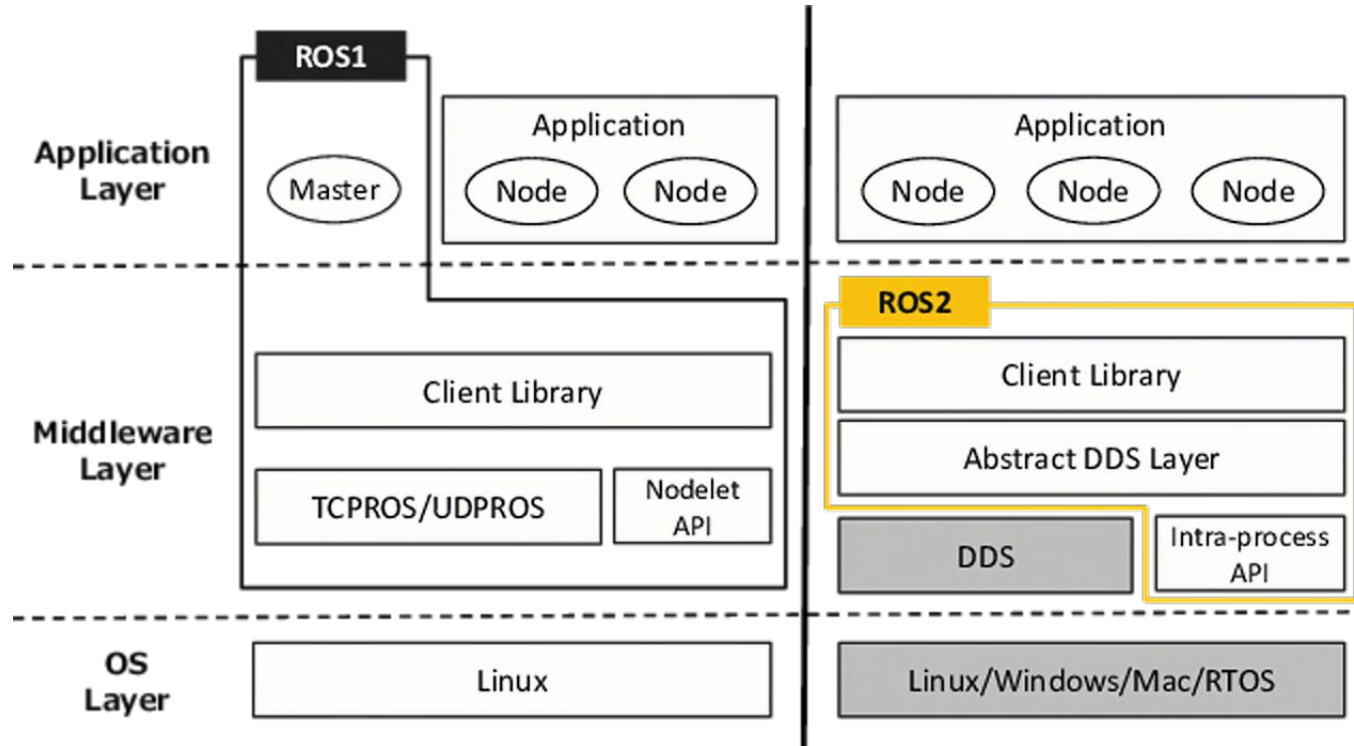 ROS1
Application
Layer
Master
Application
Node
Node
Application
Node
Node
Node
Middleware
Layer
Client Library
TCPROS/UDPROS
Nodelet
API
ROS2
Client Library
Abstract DDS Layer
DDS
Intra-process
API
OS
Layer
Linux
Linux/Windows/Mac/RTOS